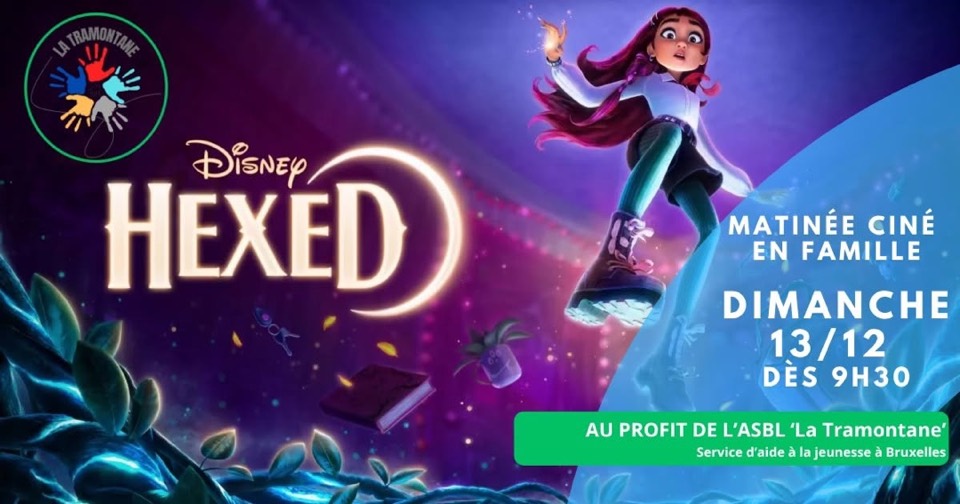 LA TRAMONTANE
DISNEY
HEXED
MATINÉE CINÉ
EN FAMILLE
DIMANCHE
13/12
DÈS 9H30
AU PROFIT DE L'ASBL 'La Tramontane'
Service d'aide à la jeunesse à Bruxelles